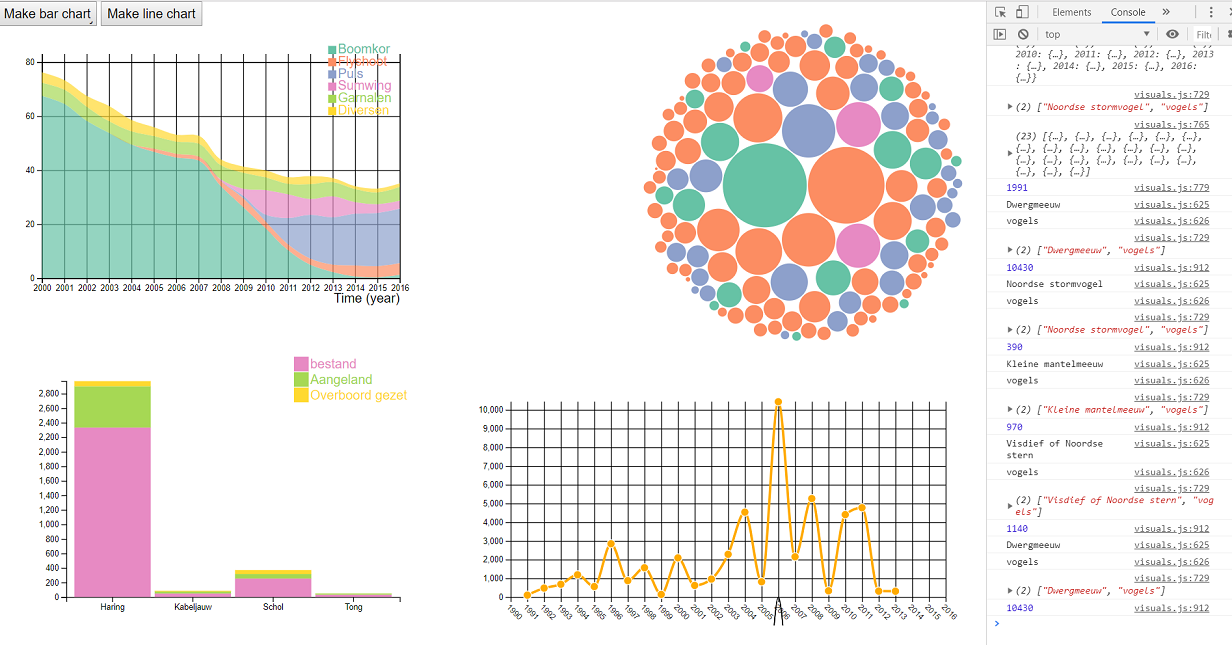 Make bar chart
Make line chart
80
60
40
20
0
2000 2001 2002 2003 2004 2005 2006 2007 2008 2009 2010 2011 2012 2013 2014 2015 2016
Time (year)
Boomkor
Flyshoot
Puls
Sumwing
Garnalen
Diversen
bestand
Aangeland
Overboord gezet
2,800
2,600
2,400
2,200
2,000
1,800
1,600
1,400
1,200
1,000
800
600
400
200
0
Haring Kabeljauw Schol Tong
10,000
9,000
8,000
7,000
6,000
5,000
4,000
3,000
2,000
1,000
0
1990 1991 1992 1993 1994 1995 1996 1997 1998 1999 2000 2001 2002 2003 2004 2005 2006 2007 2008 2009 2010 2011 2012 2013 2014 2015 2016
Elements Console »
top Filt
2010: {…}, 2011: {…}, 2012: {…}, 2013
: {…}, 2014: {…}, 2015: {…}, 2016:
{…}}
visuals.js:729
(2) ["Noordse stormvogel", "vogels"]
visuals.js:765
(23) [{…}, {…}, {…}, {…}, {…}, {…},
{…}, {…}, {…}, {…}, {…}, {…}, {…},
{…}, {…}, {…}, {…}, {…}, {…}, {…},
{…}, {…}, {…}]
1991 visuals.js:779
Dwergmeeuw visuals.js:625
vogels visuals.js:626
visuals.js:729
(2) ["Dwergmeeuw", "vogels"]
10430 visuals.js:912
Noordse stormvogel visuals.js:625
vogels visuals.js:626
visuals.js:729
(2) ["Noordse stormvogel", "vogels"]
390 visuals.js:912
Kleine mantelmeeuw visuals.js:625
vogels visuals.js:626
visuals.js:729
(2) ["Kleine mantelmeeuw", "vogels"]
970 visuals.js:912
Visdief of Noordse visuals.js:625
stern
vogels visuals.js:626
visuals.js:729
(2) ["Visdief of Noordse stern", "vog
els"]
1140 visuals.js:912
Dwergmeeuw visuals.js:625
vogels visuals.js:626
visuals.js:729
(2) ["Dwergmeeuw", "vogels"]
10430 visuals.js:912